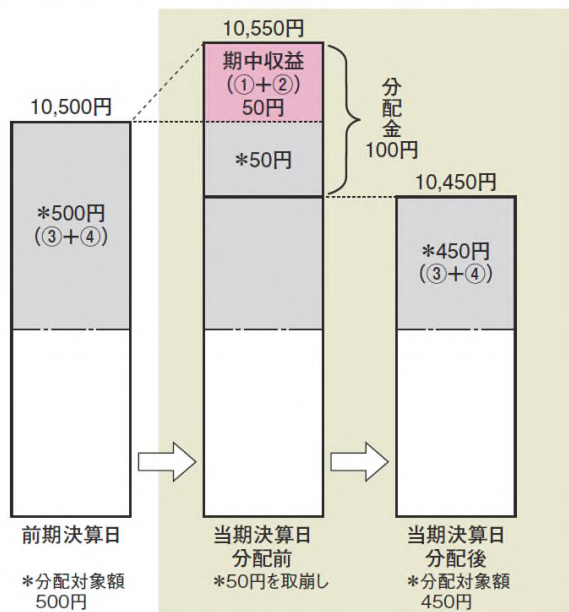 10,550円
期中収益
(①+②)
50円
分配金
100円
10,500円
*50円
10,450円
*500円
(③+④)
*450円
(③+④)
前期決算日
当期決算日
分配前
当期決算日
分配後
*分配対象額
500円
*50円を取崩し
*分配対象額
450円